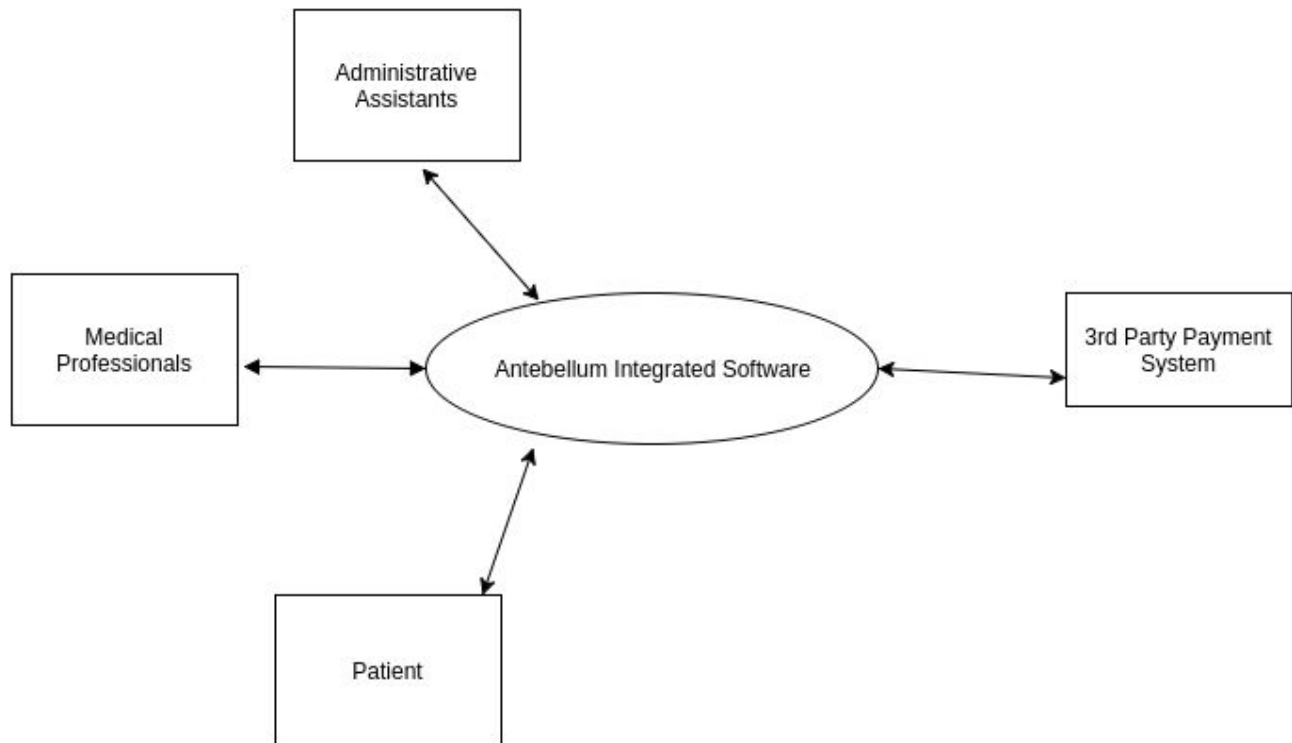 Administrative
Assistants
Medical
Professionals
Antebellum Integrated Software
3rd Party Payment
System
Patient